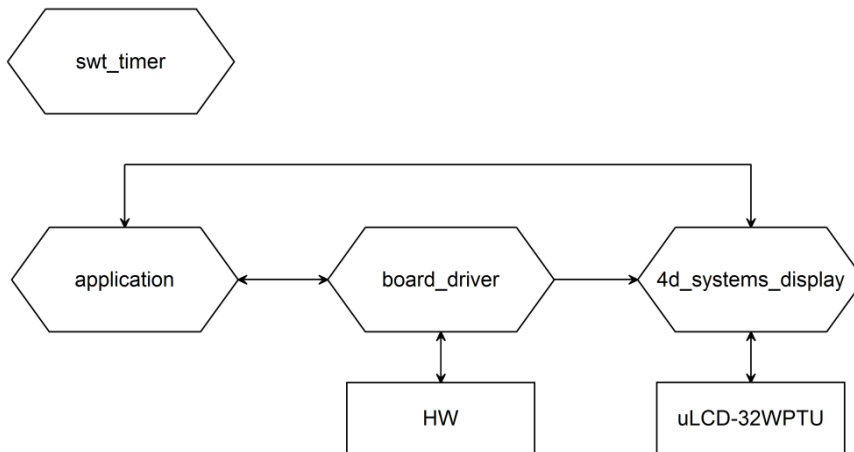 swt_timer
application
board_driver
4d_systems_display
HW
uLCD-32WPTU